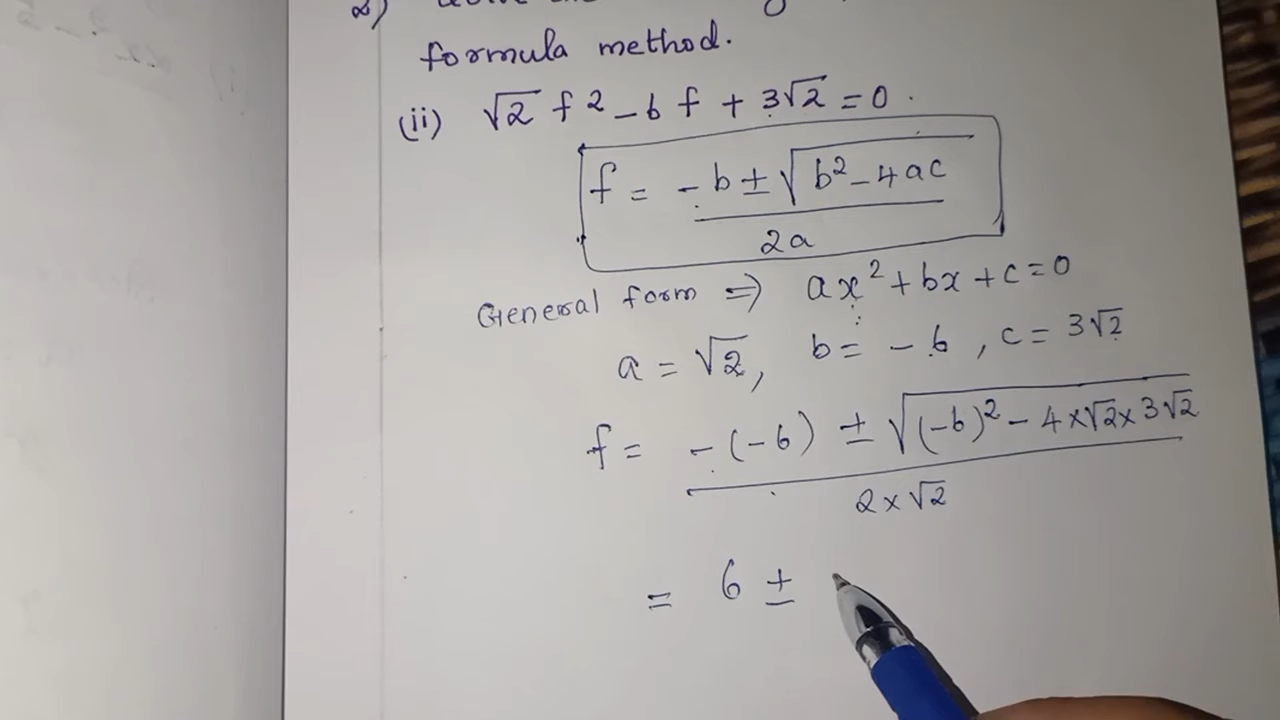 2)
formula method.
(ii) √2 f2 - 6 f + 3√2 = 0.
f = -b ± √b² - 4ac
2a
General form ⇒ ax² + bx + c = 0
a = √2, b = -6, c = 3√2
f = -(-6) ± √(-6)² - 4×√2×3√2
2×√2
= 6 ±